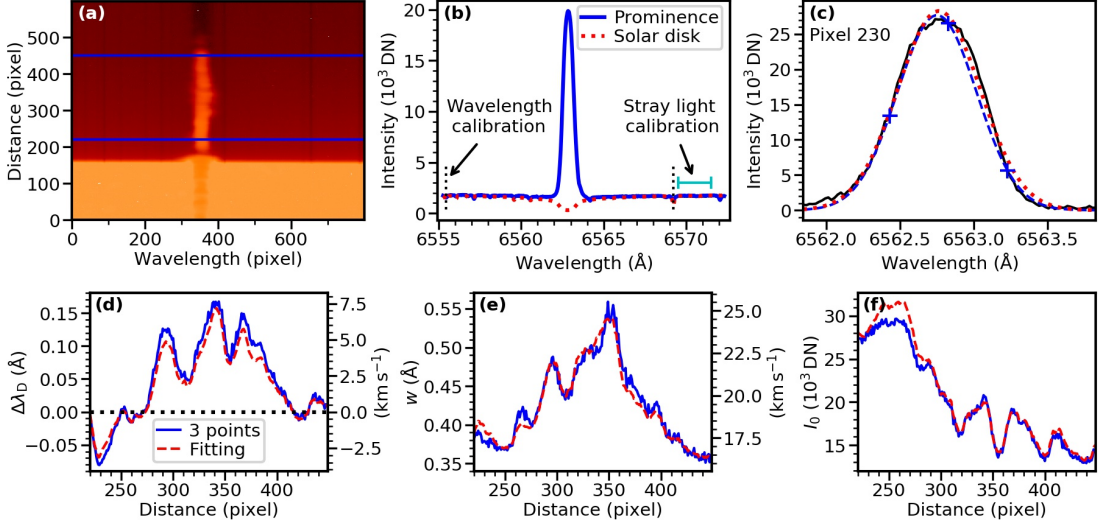 (a)
Distance (pixel)
500
400
300
200
100
0
0 200 400 600
Wavelength (pixel)
(b)
Intensity (10³ DN)
20
15
10
5
0
Prominence
Solar disk
Wavelength
calibration
Stray light
calibration
6555 6560 6565 6570
Wavelength (Å)
(c)
Pixel 230
Intensity (10³ DN)
25
20
15
10
5
0
6562.0 6562.5 6563.0 6563.5
Wavelength (Å)
(d)
Δλ_D (Å)
0.15
0.10
0.05
0.00
−0.05
3 points
Fitting
7.5
5.0
2.5
0.0
−2.5
(km s⁻¹)
250 300 350 400
Distance (pixel)
(e)
w (Å)
0.55
0.50
0.45
0.40
0.35
25.0
22.5
20.0
17.5
(km s⁻¹)
250 300 350 400
Distance (pixel)
(f)
I₀ (10³ DN)
30
25
20
15
250 300 350 400
Distance (pixel)